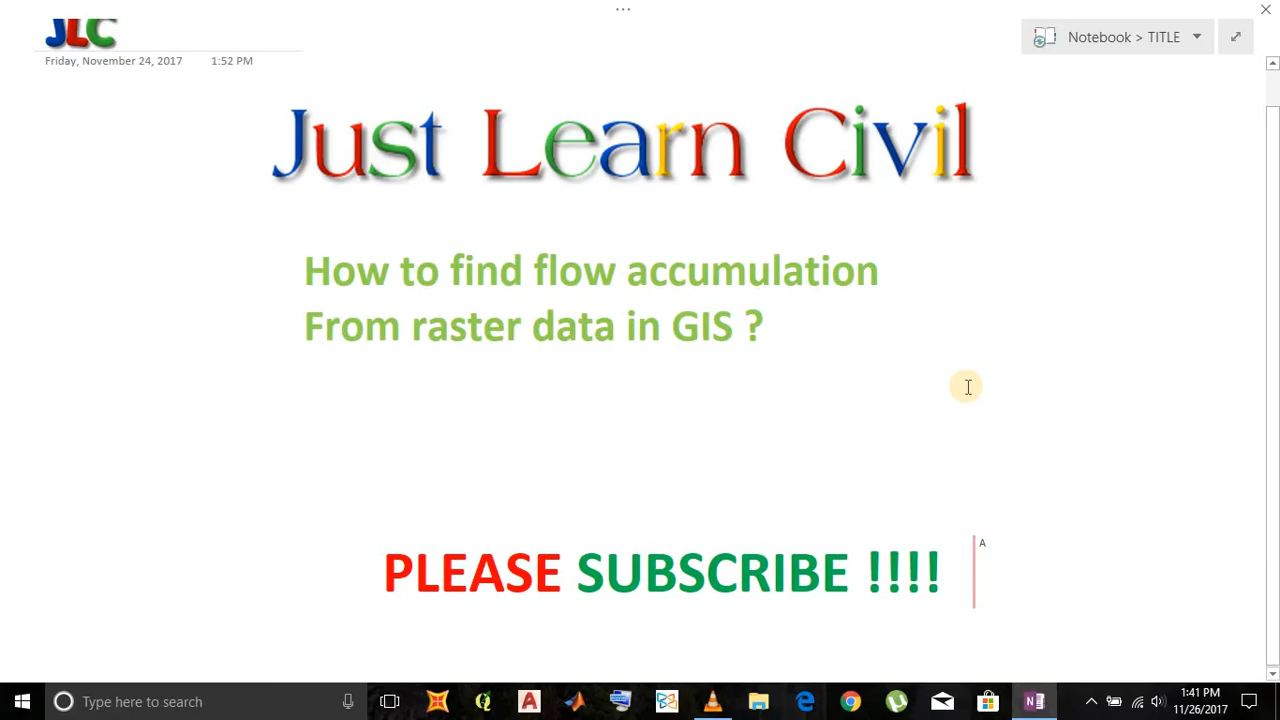 JLC
Notebook > TITLE
Friday, November 24, 2017 1:52 PM
Just Learn Civil
How to find flow accumulation
From raster data in GIS ?
PLEASE SUBSCRIBE !!!!
A
Type here to search
1:41 PM
11/26/2017